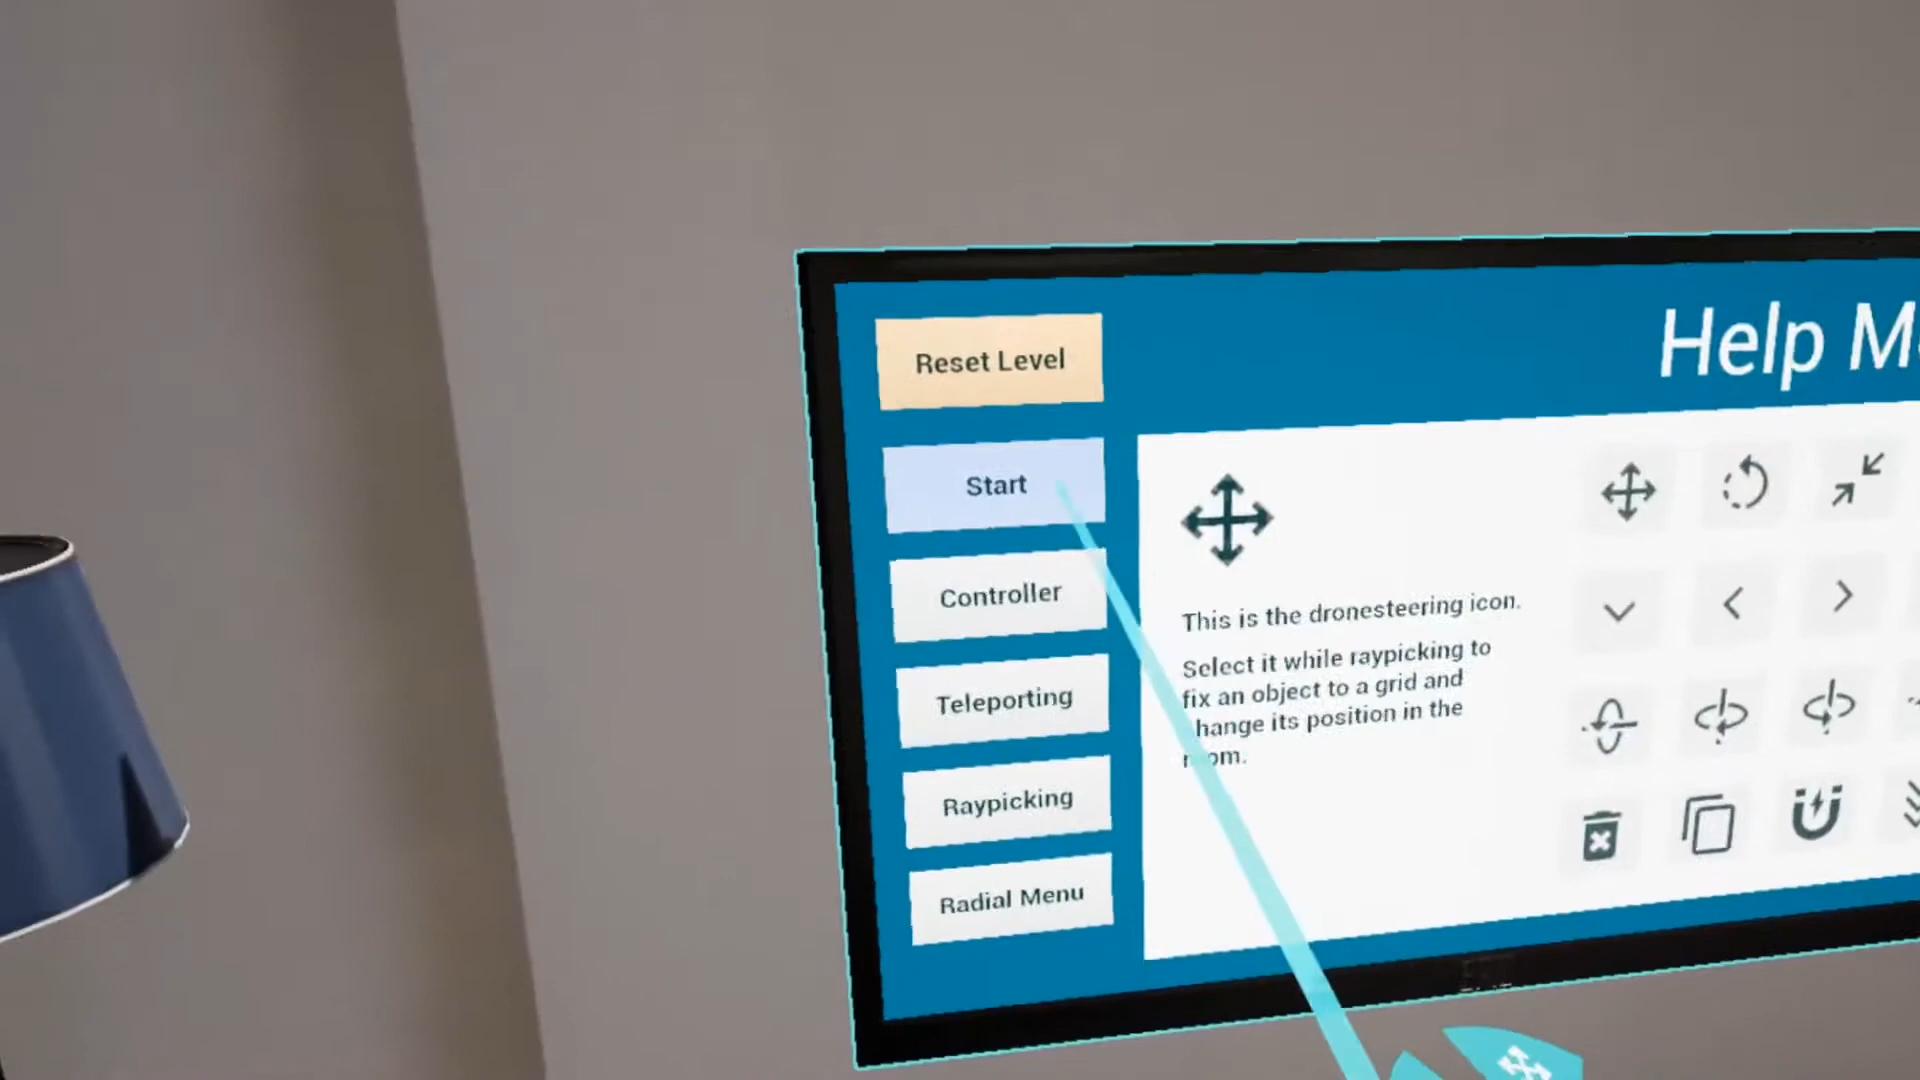 Reset Level
Help M
Start
Controller
Teleporting
Raypicking
Radial Menu
This is the dronesteering icon.
Select it while raypicking to
fix an object to a grid and
hange its position in the